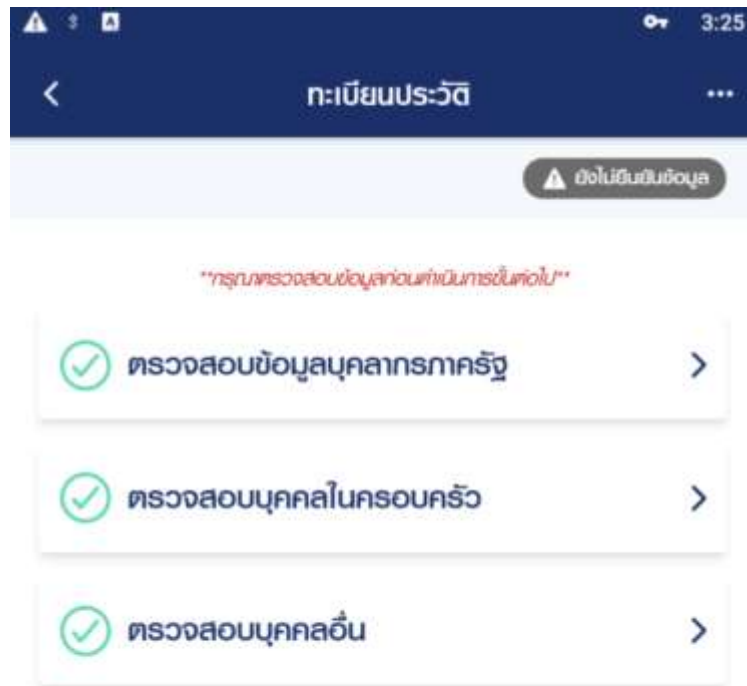 3:25
ทะเบียนประวัติ
ยังไม่ยืนยันข้อมูล
**กรุณาตรวจสอบข้อมูลก่อนดำเนินการขั้นต่อไป**
ตรวจสอบข้อมูลบุคลากรภาครัฐ
ตรวจสอบบุคคลในครอบครัว
ตรวจสอบบุคคลอื่น